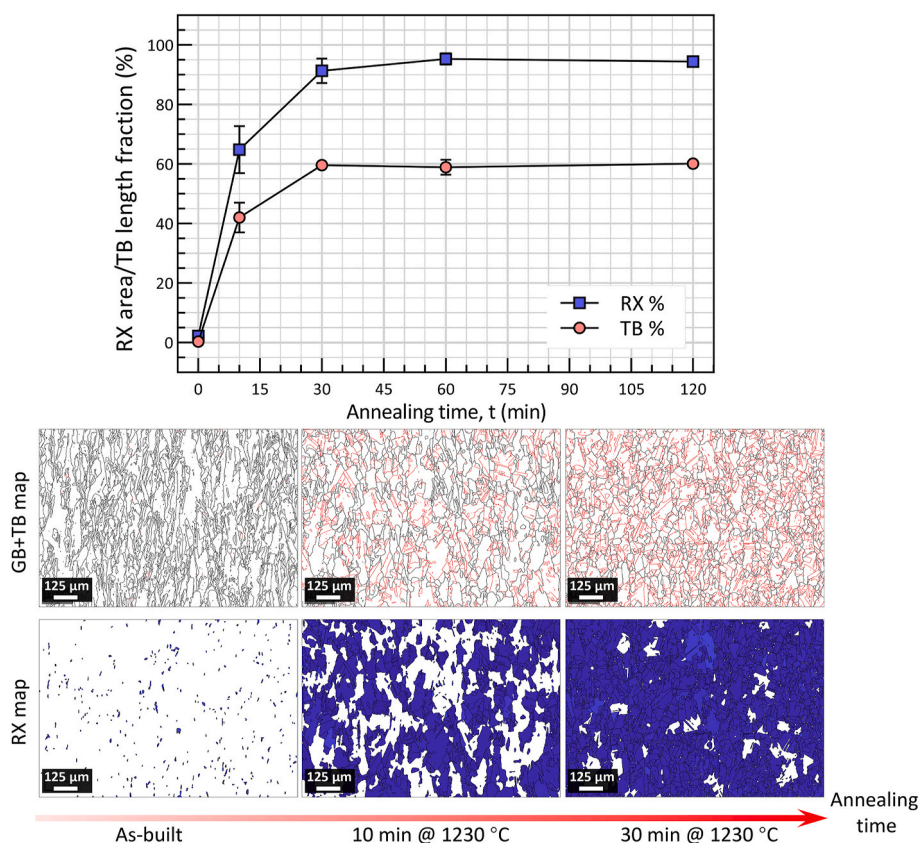 RX area/TB length fraction (%)
100
80
60
40
20
0
RX %
TB %
0 15 30 45 60 75 90 105 120
Annealing time, t (min)
GB+TB map
125 µm 125 µm 125 µm
RX map
125 µm 125 µm 125 µm
As-built 10 min @ 1230 °C 30 min @ 1230 °C
Annealing
time